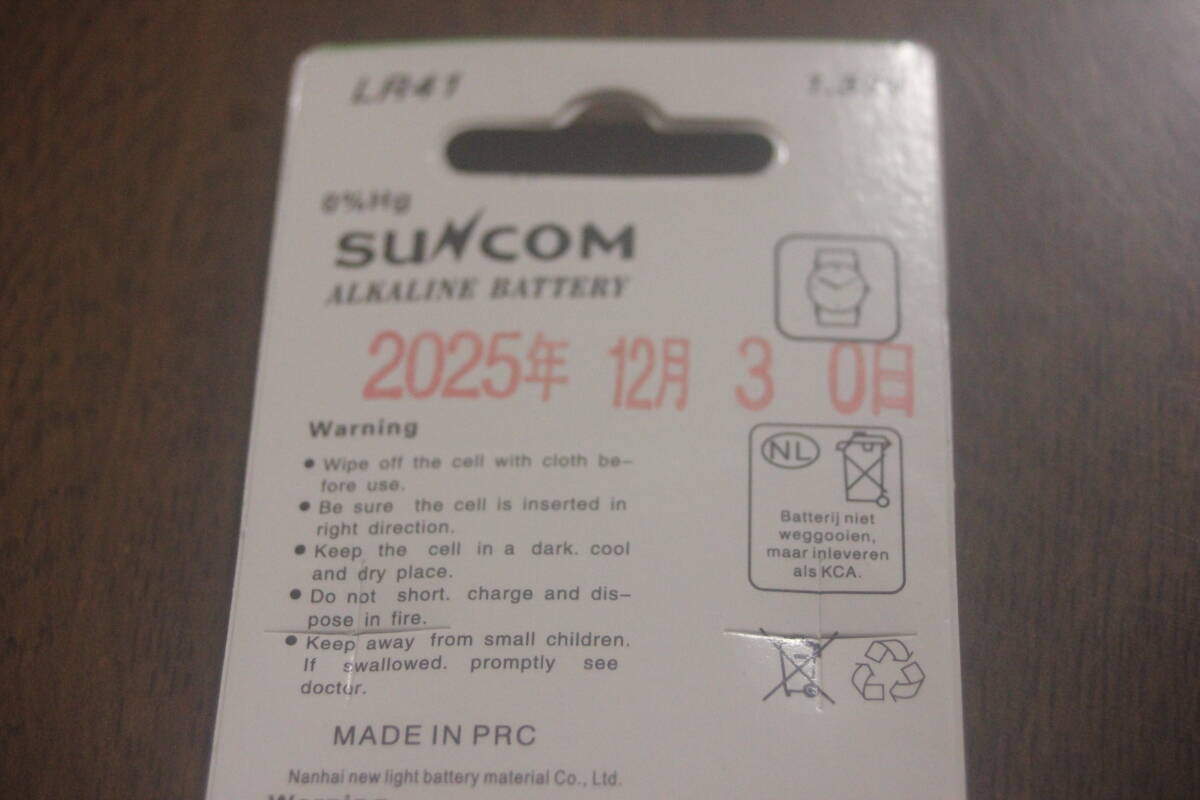 LR41
0%Hg
SUNCOM
ALKALINE BATTERY
2025年 12月 3 0日
Warning
● Wipe off the cell with cloth be-
fore use.
● Be sure the cell is inserted in
right direction.
● Keep the cell in a dark. cool
and dry place.
● Do not short. charge and dis-
pose in fire.
● Keep away from small children.
If swallowed. promptly see
doctor.
NL
Batterij niet
weggooien,
maar inleveren
als KCA.
MADE IN PRC
Nanhai new light battery material Co., Ltd.
Warning